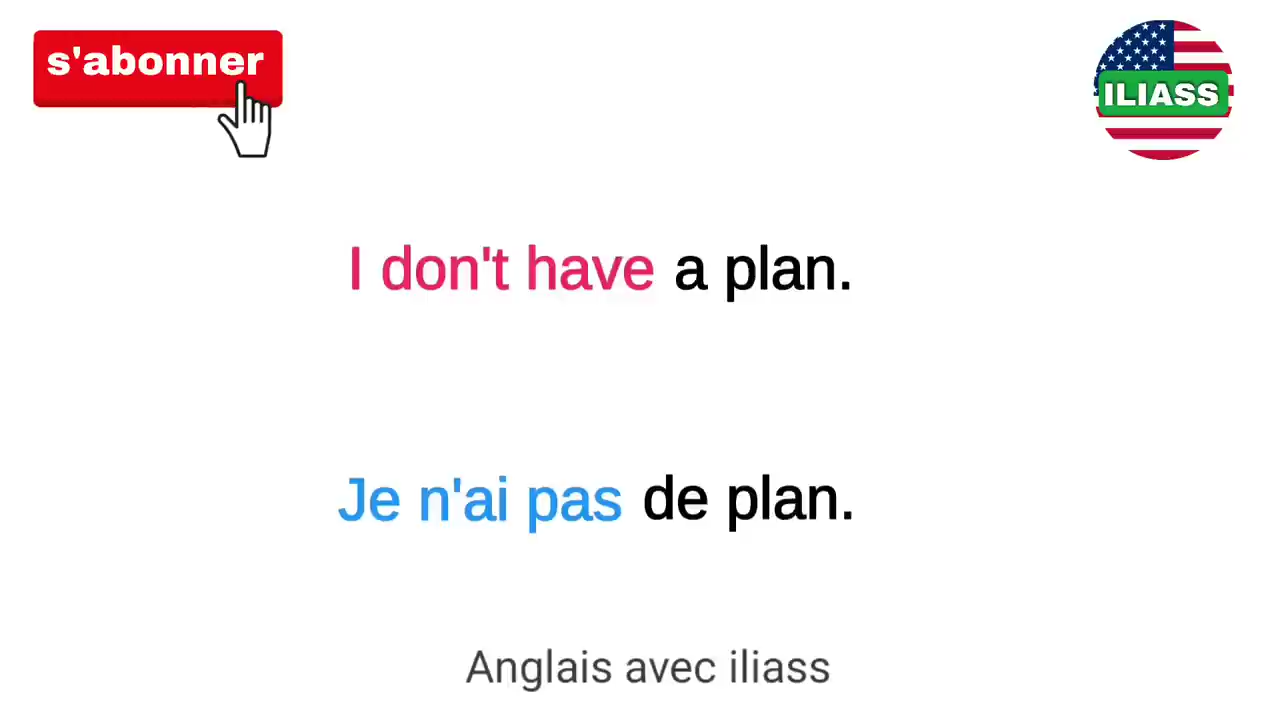 s'abonner
ILIASS
I don't have a plan.
Je n'ai pas de plan.
Anglais avec iliass